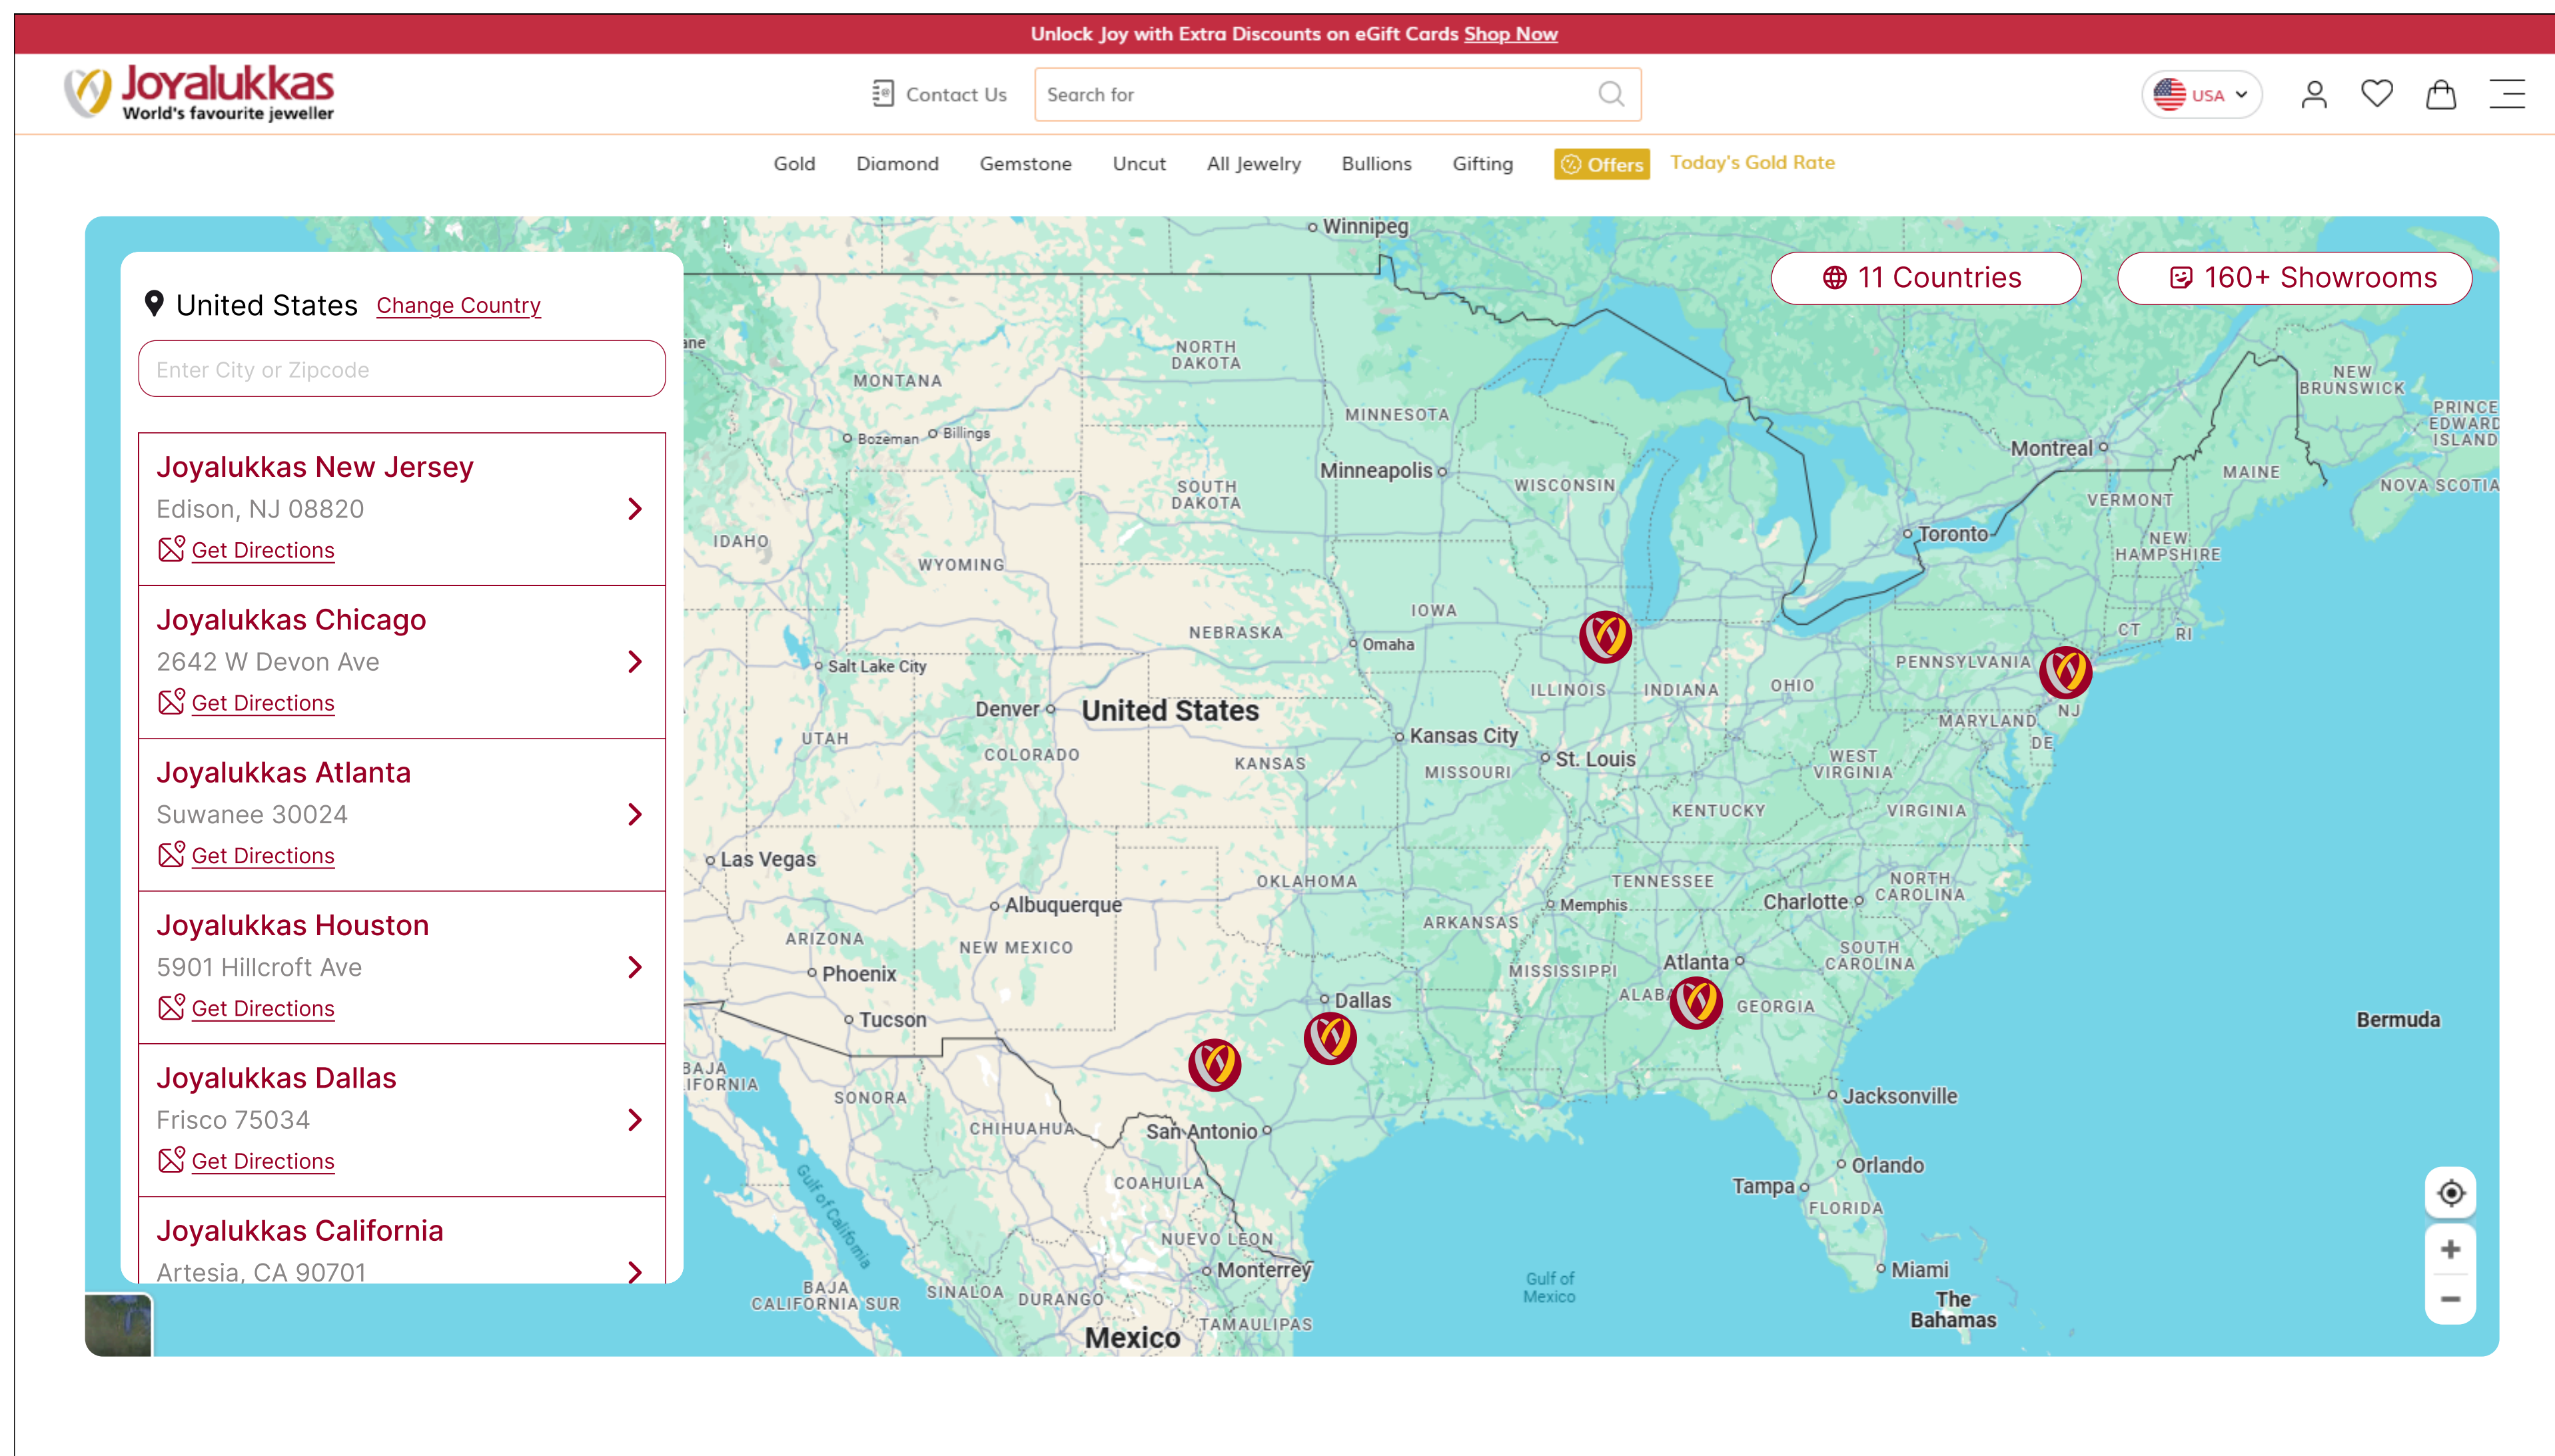 Unlock Joy with Extra Discounts on eGift Cards Shop Now
Joyalukkas
World's favourite jeweller
Contact Us
Search for
USA
Gold
Diamond
Gemstone
Uncut
All Jewelry
Bullions
Gifting
Offers
Today's Gold Rate
United States
Change Country
Enter City or Zipcode
Joyalukkas New Jersey
Edison, NJ 08820
Get Directions
Joyalukkas Chicago
2642 W Devon Ave
Get Directions
Joyalukkas Atlanta
Suwanee 30024
Get Directions
Joyalukkas Houston
5901 Hillcroft Ave
Get Directions
Joyalukkas Dallas
Frisco 75034
Get Directions
Joyalukkas California
Artesia, CA 90701
11 Countries
160+ Showrooms
Winnipeg
ane
NORTH
DAKOTA
MONTANA
MINNESOTA
Bozeman
Billings
Minneapolis
SOUTH
DAKOTA
WISCONSIN
NEW
BRUNSWICK
PRINCE
EDWARD
ISLAND
Montreal
MAINE
NOVA SCOTIA
VERMONT
Toronto
NEW
HAMPSHIRE
IDAHO
WYOMING
IOWA
NEBRASKA
Omaha
CT
RI
Salt Lake City
PENNSYLVANIA
ILLINOIS
INDIANA
OHIO
NJ
Denver
United States
MARYLAND
DE
UTAH
COLORADO
Kansas City
KANSAS
MISSOURI
St. Louis
WEST
VIRGINIA
KENTUCKY
VIRGINIA
Las Vegas
OKLAHOMA
TENNESSEE
NORTH
CAROLINA
Albuquerque
Memphis
Charlotte
ARKANSAS
ARIZONA
NEW MEXICO
SOUTH
CAROLINA
Phoenix
MISSISSIPPI
Atlanta
ALABA
GEORGIA
Dallas
Tucson
Bermuda
BAJA
IFORNIA
SONORA
Jacksonville
CHIHUAHUA
San Antonio
Orlando
COAHUILA
Tampa
FLORIDA
Gulf of California
NUEVO LEON
Monterrey
Miami
Gulf of
Mexico
BAJA
CALIFORNIA SUR
SINALOA
DURANGO
The
Bahamas
TAMAULIPAS
Mexico